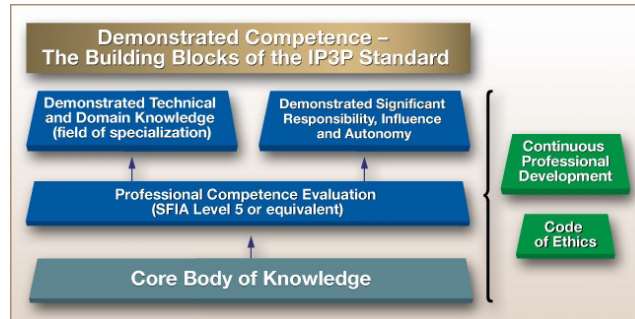 Demonstrated Competence –
The Building Blocks of the IP3P Standard
Demonstrated Technical
and Domain Knowledge
(field of specialization)
Demonstrated Significant
Responsibility, Influence
and Autonomy
Professional Competence Evaluation
(SFIA Level 5 or equivalent)
Core Body of Knowledge
Continuous
Professional
Development
Code
of Ethics